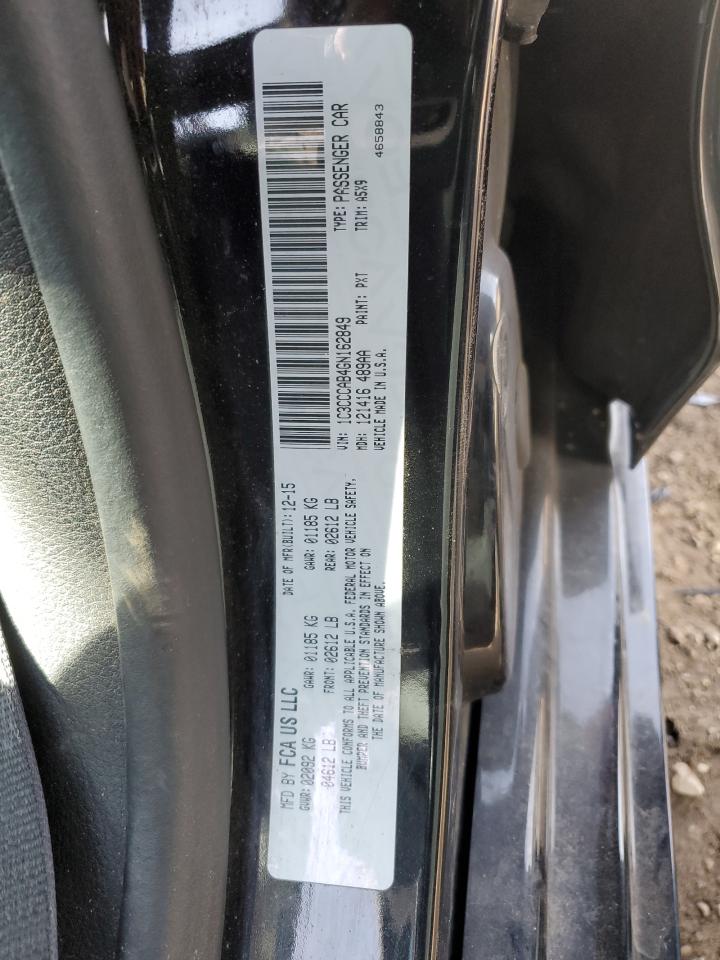 MFD BY FCA US LLC
DATE OF MFR(BUILT): 12-15
GVWR: 02092 KG
GAWR: 01185 KG
GAWR: 01185 KG
04612 LB
FRONT: 02612 LB
REAR: 02612 LB
THIS VEHICLE CONFORMS TO ALL APPLICABLE U.S.A. FEDERAL MOTOR VEHICLE SAFETY,
BUMPER AND THEFT PREVENTION STANDARDS IN EFFECT ON
THE DATE OF MANUFACTURE SHOWN ABOVE.
VIN: 1C3CCCAB4GN162849
TYPE: PASSENGER CAR
MDH: 121416 489AA
PAINT: PXT
TRIM: A5X9
VEHICLE MADE IN U.S.A.
4658843